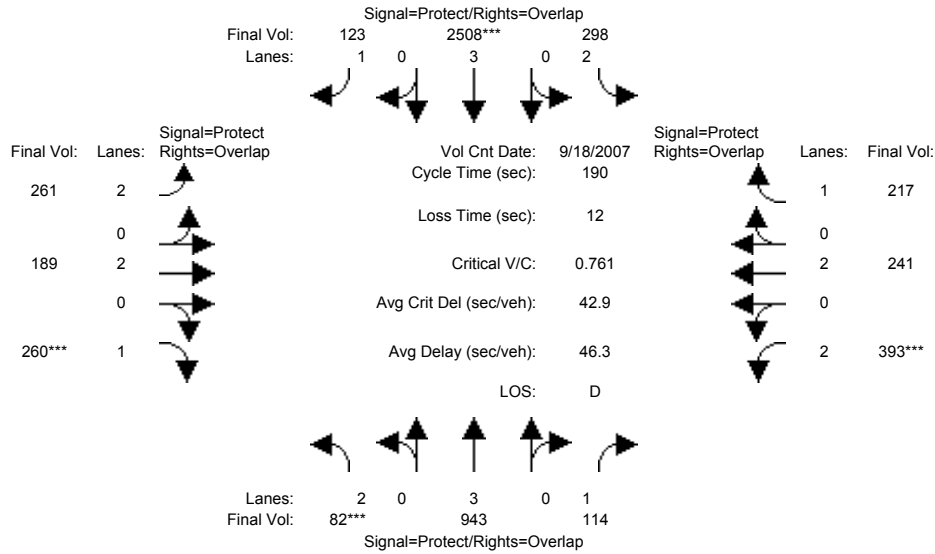 Signal=Protect/Rights=Overlap
Final Vol: 123 2508*** 298
Lanes: 1 0 3 0 2
Signal=Protect
Rights=Overlap
Final Vol: Lanes:
Vol Cnt Date: 9/18/2007
Signal=Protect
Rights=Overlap
Lanes: Final Vol:
Cycle Time (sec): 190
261 2
1 217
Loss Time (sec): 12
0
0
189 2
Critical V/C: 0.761
2 241
0
Avg Crit Del (sec/veh): 42.9
0
260*** 1
Avg Delay (sec/veh): 46.3
2 393***
LOS: D
Lanes: 2 0 3 0 1
Final Vol: 82*** 943 114
Signal=Protect/Rights=Overlap